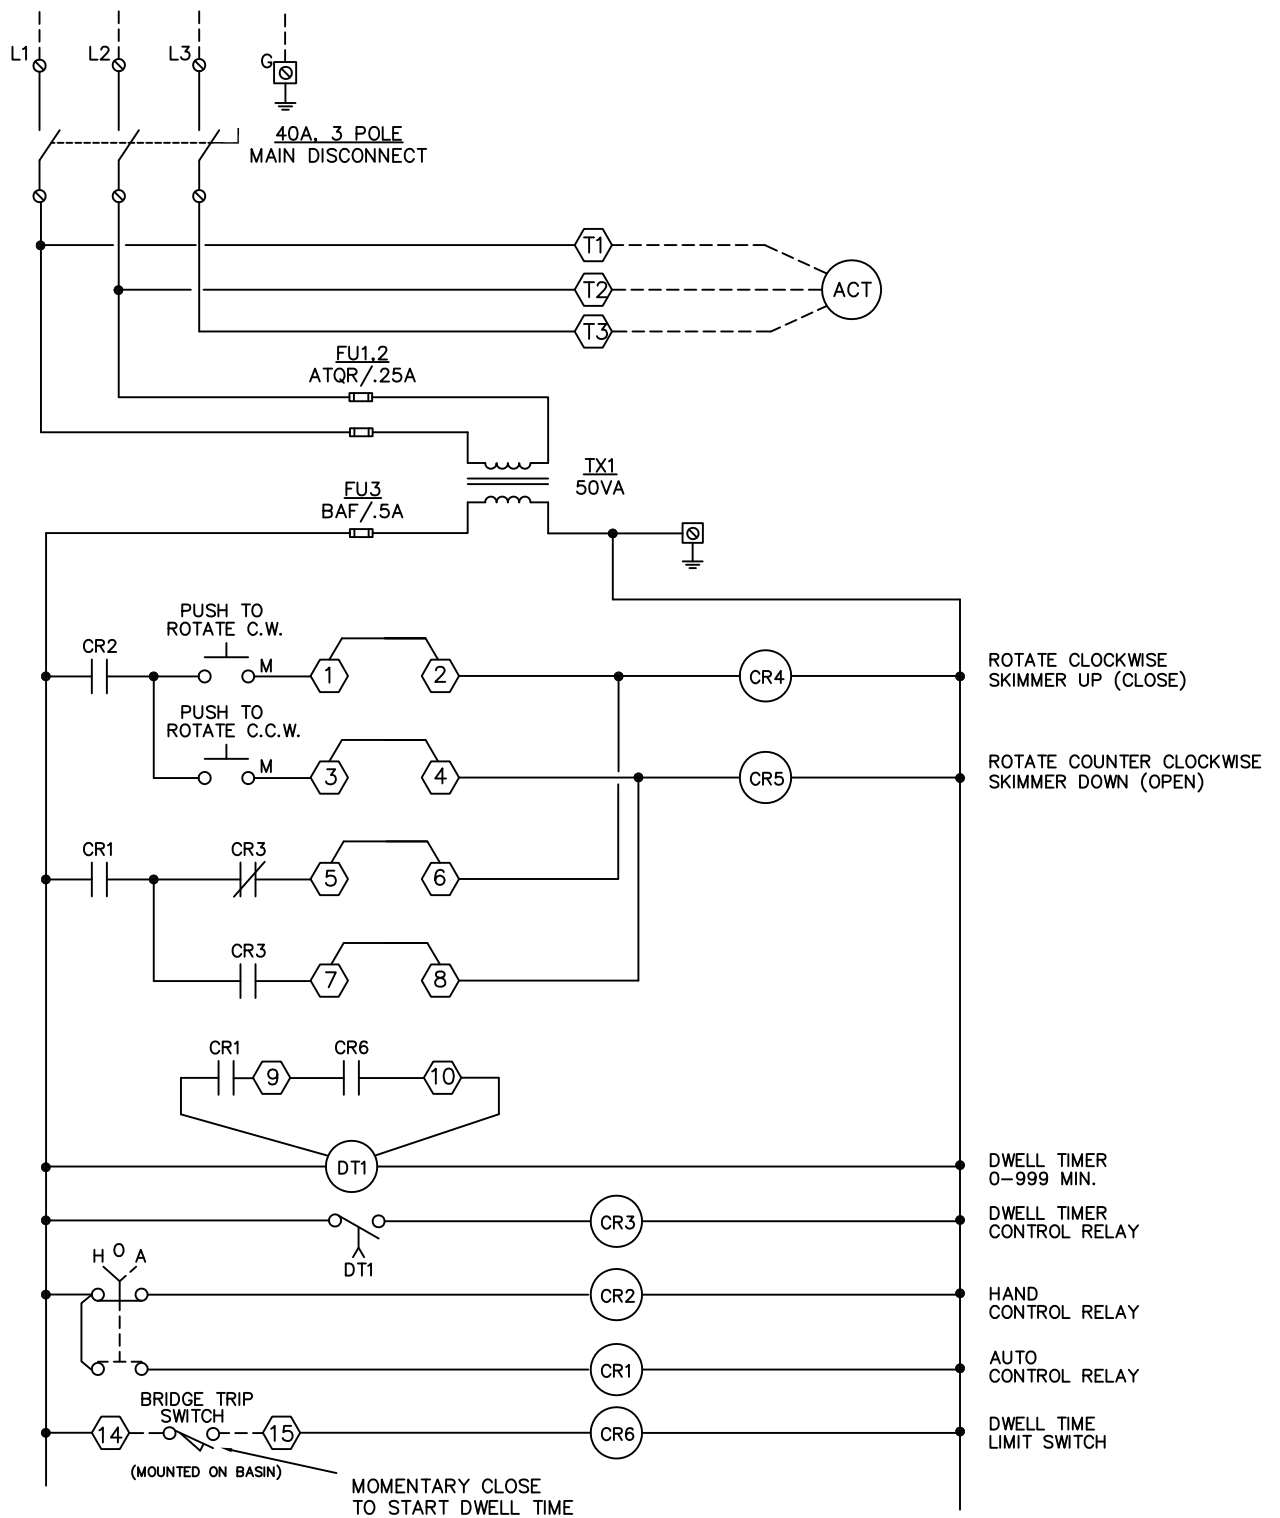 L1
L2
L3
G
40A, 3 POLE
MAIN DISCONNECT
T1
T2
T3
ACT
FU1,2
ATQR/.25A
TX1
50VA
FU3
BAF/.5A
PUSH TO
ROTATE C.W.
CR2
M
1
2
CR4
ROTATE CLOCKWISE
SKIMMER UP (CLOSE)
PUSH TO
ROTATE C.C.W.
M
3
4
CR5
ROTATE COUNTER CLOCKWISE
SKIMMER DOWN (OPEN)
CR1
CR3
5
6
CR3
7
8
CR1
9
CR6
10
DT1
DWELL TIMER
0-999 MIN.
DT1
CR3
DWELL TIMER
CONTROL RELAY
H O A
CR2
HAND
CONTROL RELAY
CR1
AUTO
CONTROL RELAY
BRIDGE TRIP
SWITCH
14
15
CR6
DWELL TIME
LIMIT SWITCH
(MOUNTED ON BASIN)
MOMENTARY CLOSE
TO START DWELL TIME